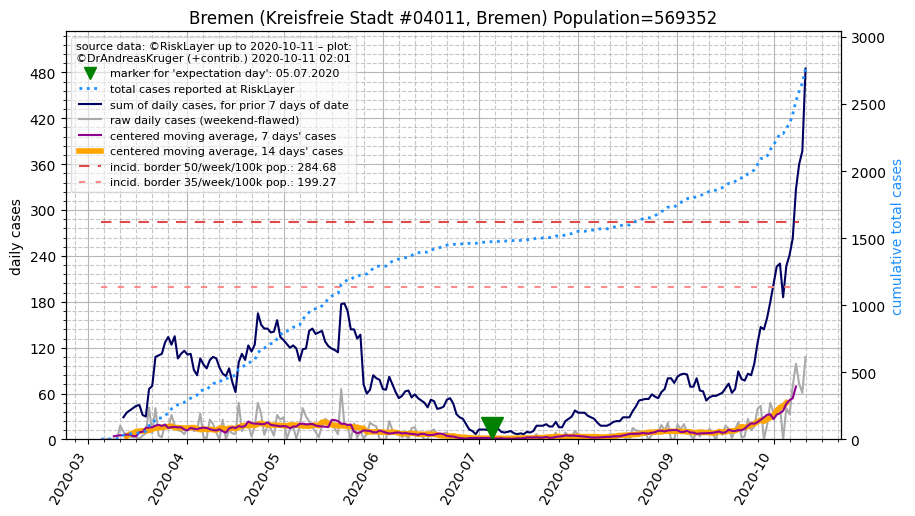 Bremen (Kreisfreie Stadt #04011, Bremen) Population=569352
source data: ©RiskLayer up to 2020-10-11 – plot:
©DrAndreasKruger (+contrib.) 2020-10-11 02:01
marker for 'expectation day': 05.07.2020
total cases reported at RiskLayer
sum of daily cases, for prior 7 days of date
raw daily cases (weekend-flawed)
centered moving average, 7 days' cases
centered moving average, 14 days' cases
incid. border 50/week/100k pop.: 284.68
incid. border 35/week/100k pop.: 199.27
daily cases
480
420
360
300
240
180
120
60
0
3000
2500
2000
1500
1000
500
0
cumulative total cases
2020-03
2020-04
2020-05
2020-06
2020-07
2020-08
2020-09
2020-10